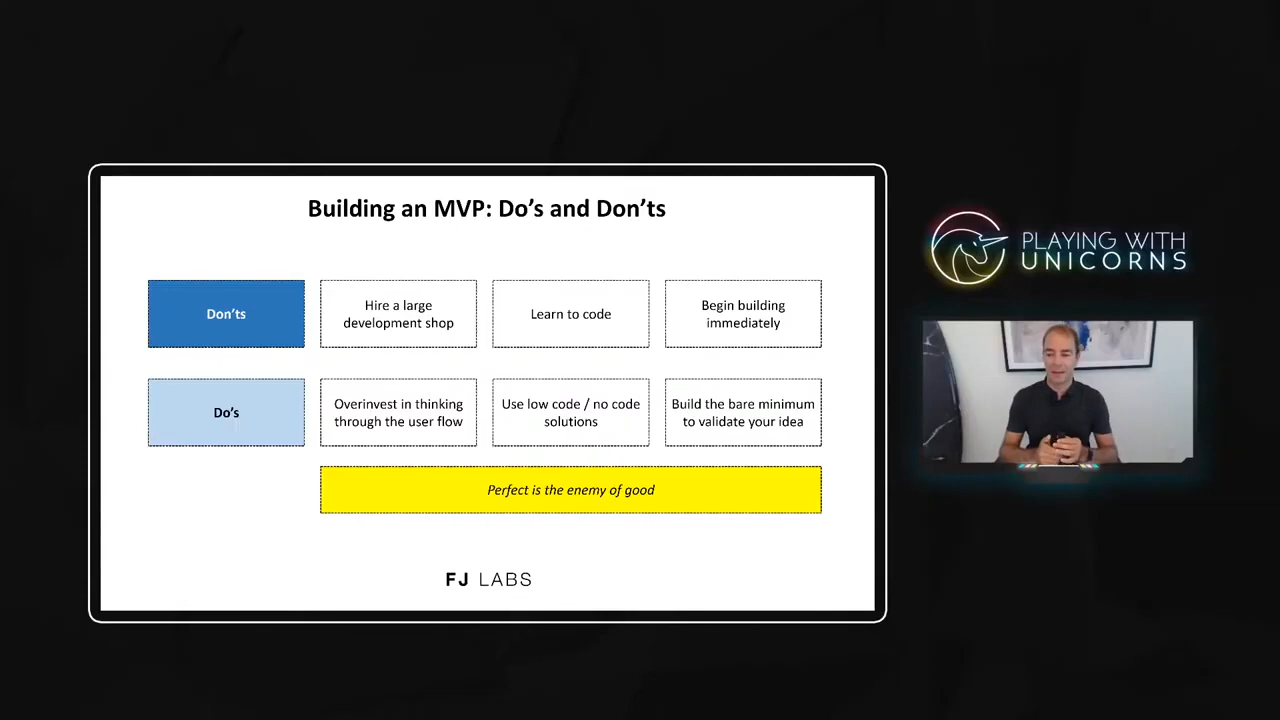 Building an MVP: Do's and Don'ts
Don'ts
Hire a large
development shop
Learn to code
Begin building
immediately
Do's
Overinvest in thinking
through the user flow
Use low code / no code
solutions
Build the bare minimum
to validate your idea
Perfect is the enemy of good
FJ LABS
PLAYING WITH
UNICORNS